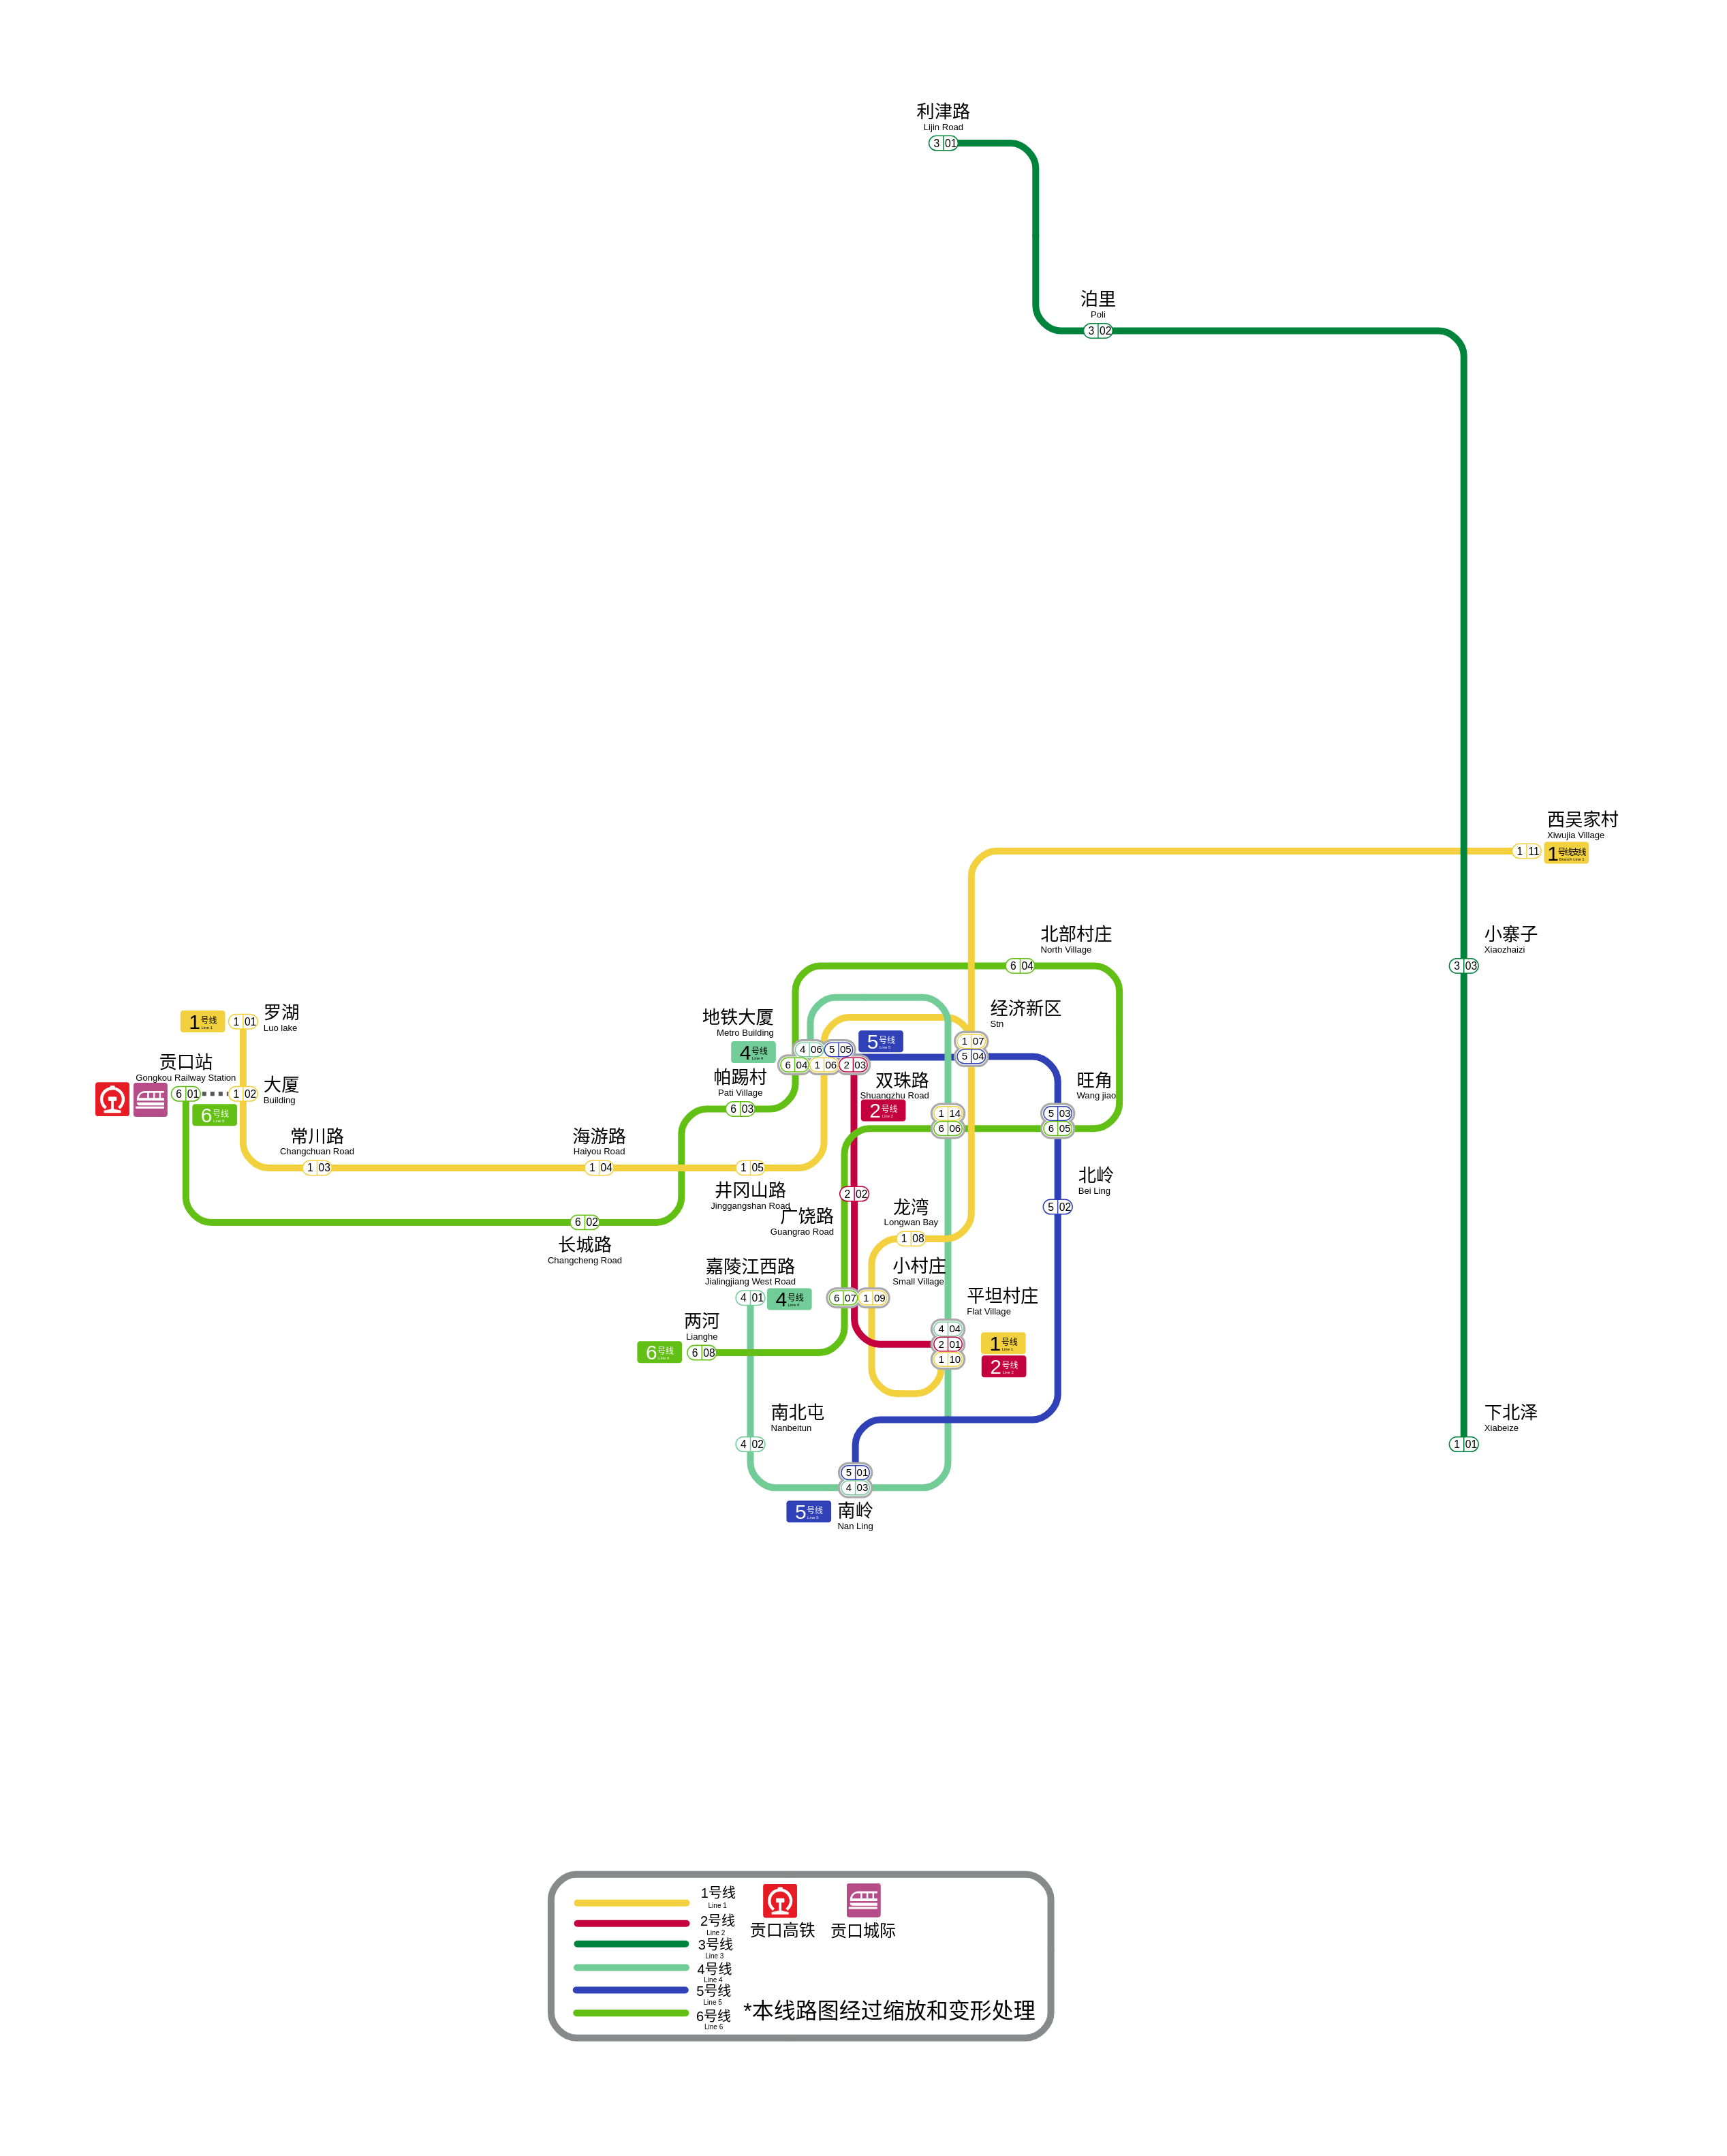 利津路
Lijin Road
3 01
泊里
Poli
3 02
西吴家村
Xiwujia Village
1 11
1号线支线
Branch Line 1
北部村庄
North Village
6 04
小寨子
Xiaozhaizi
3 03
罗湖
Luo lake
1号线
Line 1
1 01
地铁大厦
Metro Building
4号线
Line 4
4 06
5 05
5号线
Line 5
6 04
1 06
2 03
经济新区
Stn
1 07
5 04
贡口站
Gongkou Railway Station
6 01
6号线
Line 6
大厦
Building
1 02
帕踢村
Pati Village
6 03
双珠路
Shuangzhu Road
2号线
Line 2
1 14
6 06
旺角
Wang jiao
5 03
6 05
常川路
Changchuan Road
1 03
海游路
Haiyou Road
1 04
1 05
井冈山路
Jinggangshan Road
2 02
广饶路
Guangrao Road
北岭
Bei Ling
5 02
6 02
长城路
Changcheng Road
龙湾
Longwan Bay
1 08
嘉陵江西路
Jialingjiang West Road
4 01
4号线
Line 4
小村庄
Small Village
6 07
1 09
两河
Lianghe
6号线
Line 6
6 08
平坦村庄
Flat Village
4 04
2 01
1 10
1号线
Line 1
2号线
Line 2
南北屯
Nanbeitun
4 02
下北泽
Xiabeize
1 01
5 01
4 03
5号线
Line 5
南岭
Nan Ling
1号线
Line 1
2号线
Line 2
3号线
Line 3
4号线
Line 4
5号线
Line 5
6号线
Line 6
贡口高铁
贡口城际
*本线路图经过缩放和变形处理